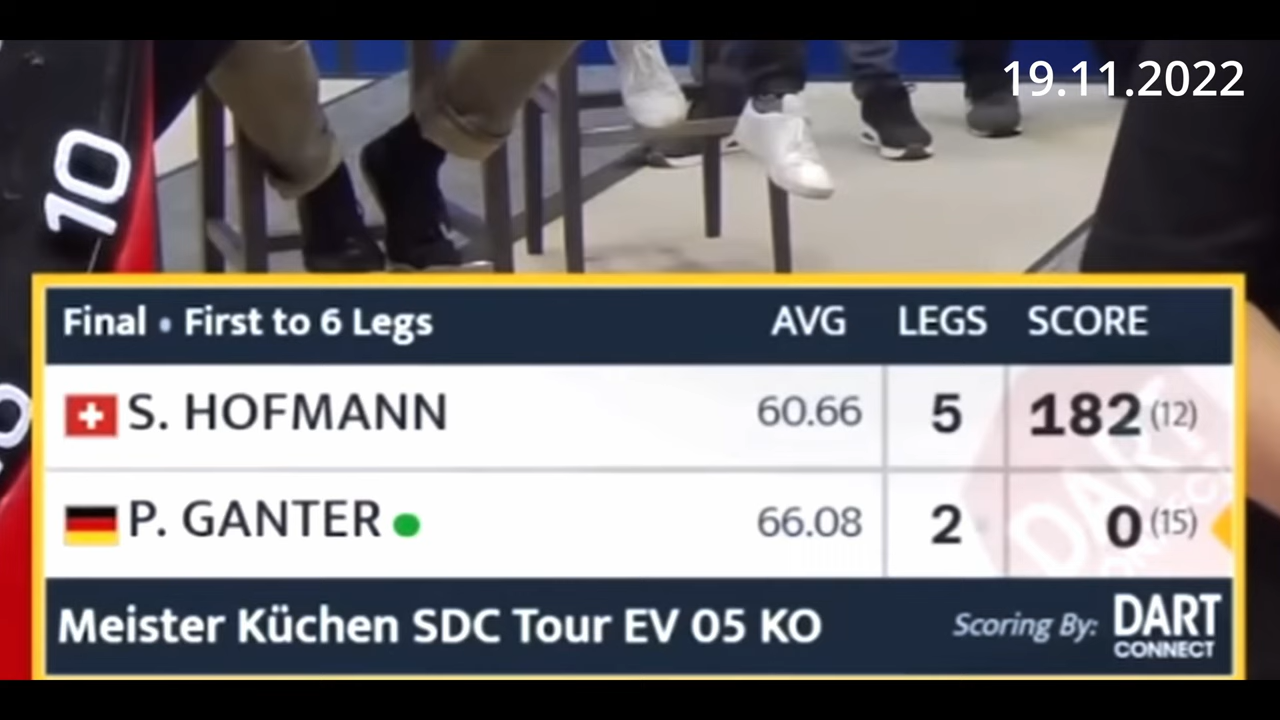 19.11.2022
10
Final • First to 6 Legs AVG LEGS SCORE
S. HOFMANN 60.66 5 182 (12)
P. GANTER 66.08 2 0 (15)
Meister Küchen SDC Tour EV 05 KO Scoring By: DART CONNECT